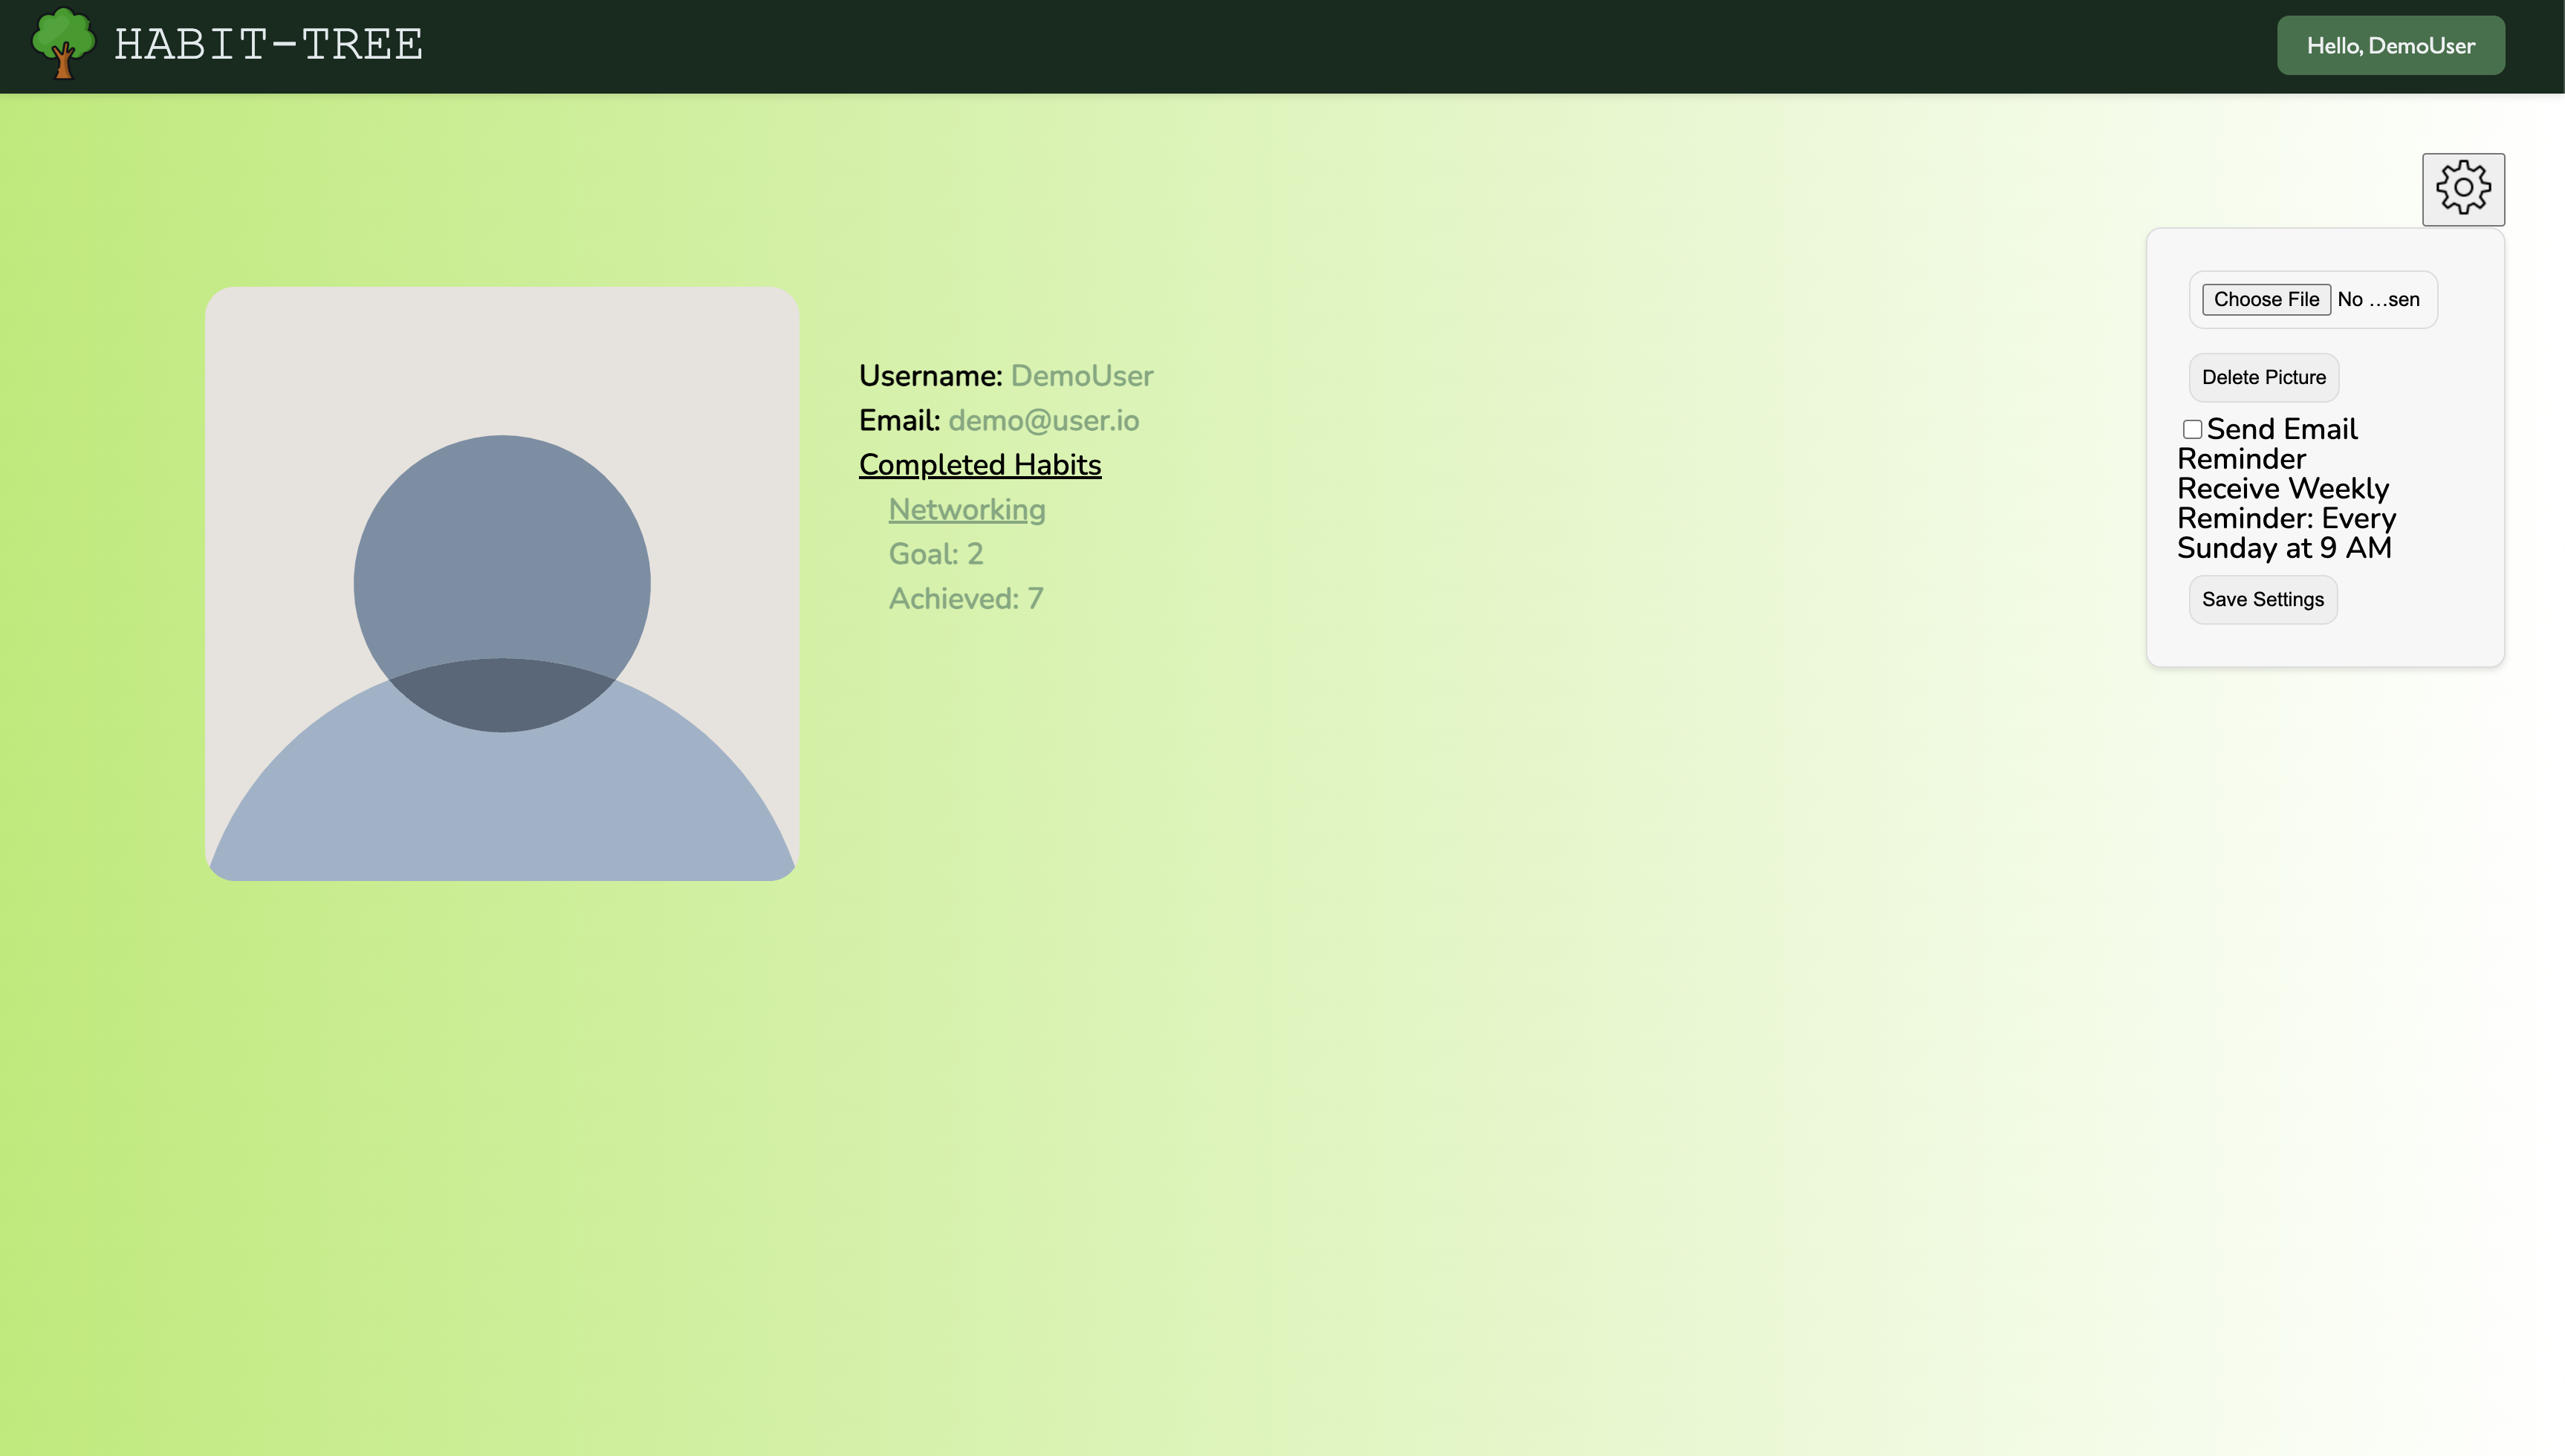 HABIT-TREE
Hello, DemoUser
Username: DemoUser
Email: demo@user.io
Completed Habits
Networking
Goal: 2
Achieved: 7
Choose File No ...sen
Delete Picture
Send Email
Reminder
Receive Weekly
Reminder: Every
Sunday at 9 AM
Save Settings